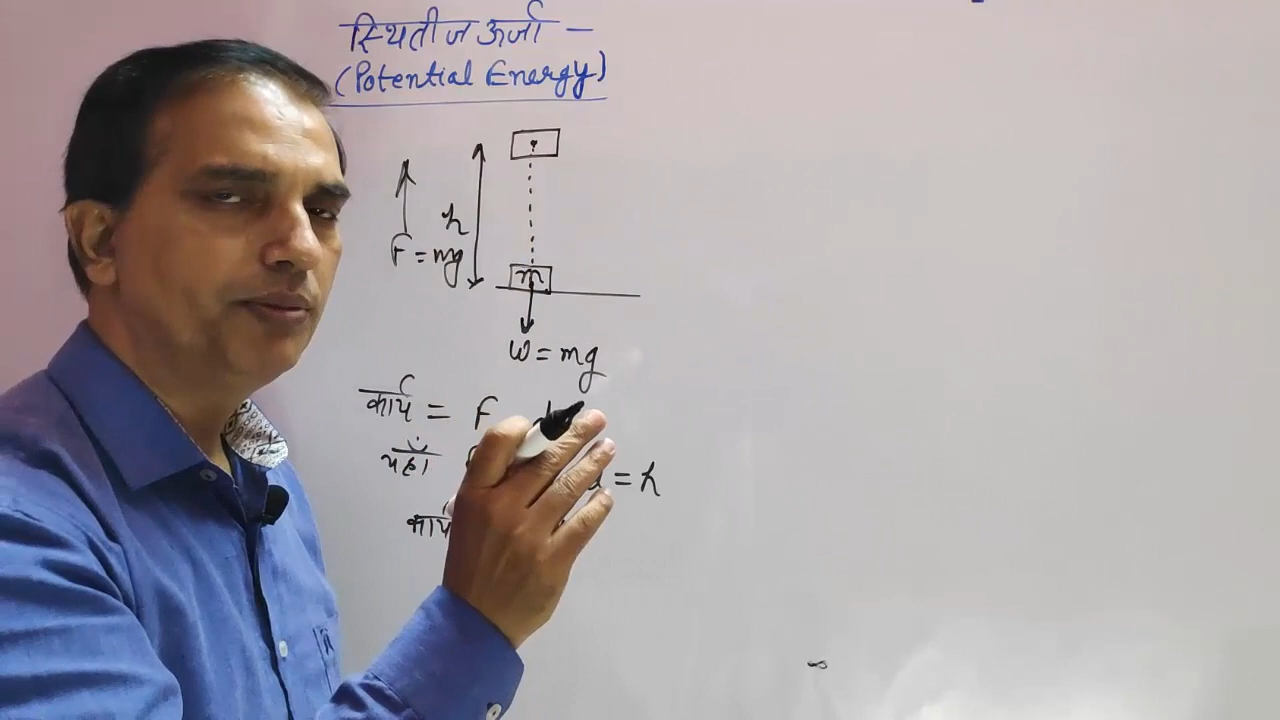 स्थितीज ऊर्जा —
(Potential Energy)
h
F = mg
m
W = mg
कार्य = F
यहां
d = h
कार्य